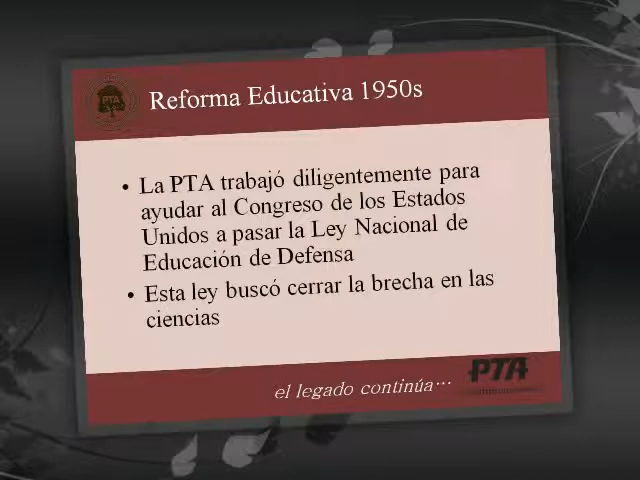 PTA
Reforma Educativa 1950s
• La PTA trabajó diligentemente para
ayudar al Congreso de los Estados
Unidos a pasar la Ley Nacional de
Educación de Defensa
• Esta ley buscó cerrar la brecha en las
ciencias
el legado continúa...
PTA